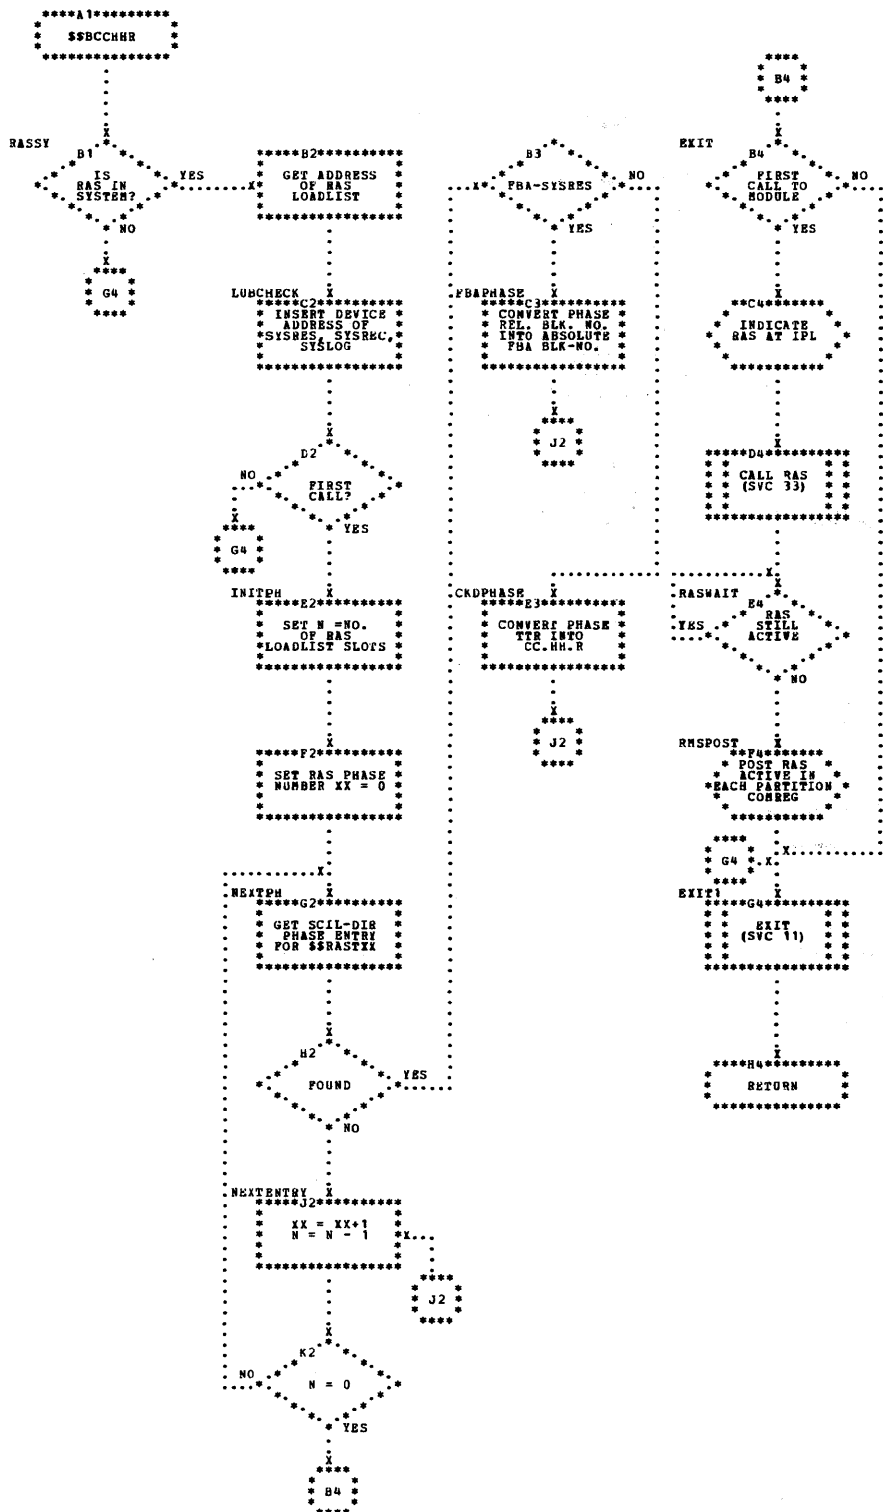 A1
$$BCCHHR
RASSY
B1
IS
RAS IN
SYSTEM?
YES
NO
G4
B2
GET ADDRESS
OF RAS
LOADLIST
LUBCHECK
C2
INSERT DEVICE
ADDRESS OF
SYSRES, SYSREC,
SYSLOG
D2
FIRST
CALL?
NO
YES
G4
INITPH
E2
SET N =NO.
OF RAS
LOADLIST SLOTS
F2
SET RAS PHASE
NUMBER XX = 0
NEXTPH
G2
GET SCIL-DIR
PHASE ENTRY
FOR $$RASTXX
H2
FOUND
YES
NO
NEXTENTRY
J2
XX = XX+1
N = N - 1
J2
K2
N = 0
NO
YES
B4
B3
FBA-SYSRES
NO
YES
FBAPHASE
C3
CONVERT PHASE
REL. BLK. NO.
INTO ABSOLUTE
FBA BLK-NO.
J2
CKDPHASE
E3
CONVERT PHASE
TTR INTO
CC.HH.R
J2
B4
EXIT
B4
FIRST
CALL TO
MODULE
NO
YES
C4
INDICATE
RAS AT IPL
D4
CALL RAS
(SVC 33)
RASWAIT
E4
RAS
STILL
ACTIVE
YES
NO
RMSPOST
F4
POST RAS
ACTIVE IN
EACH PARTITION
COMREG
G4
EXIT1
G4
EXIT
(SVC 11)
H4
RETURN